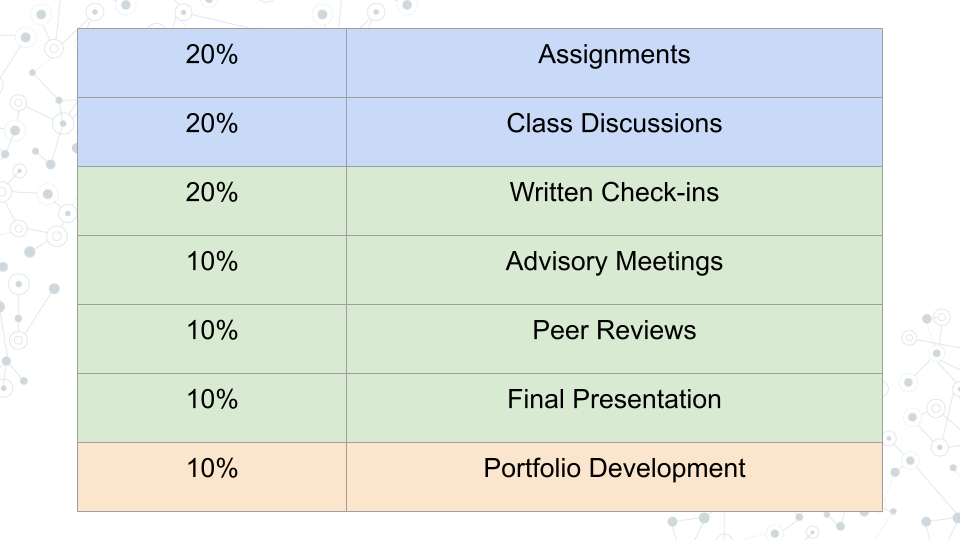 20% Assignments
20% Class Discussions
20% Written Check-ins
10% Advisory Meetings
10% Peer Reviews
10% Final Presentation
10% Portfolio Development